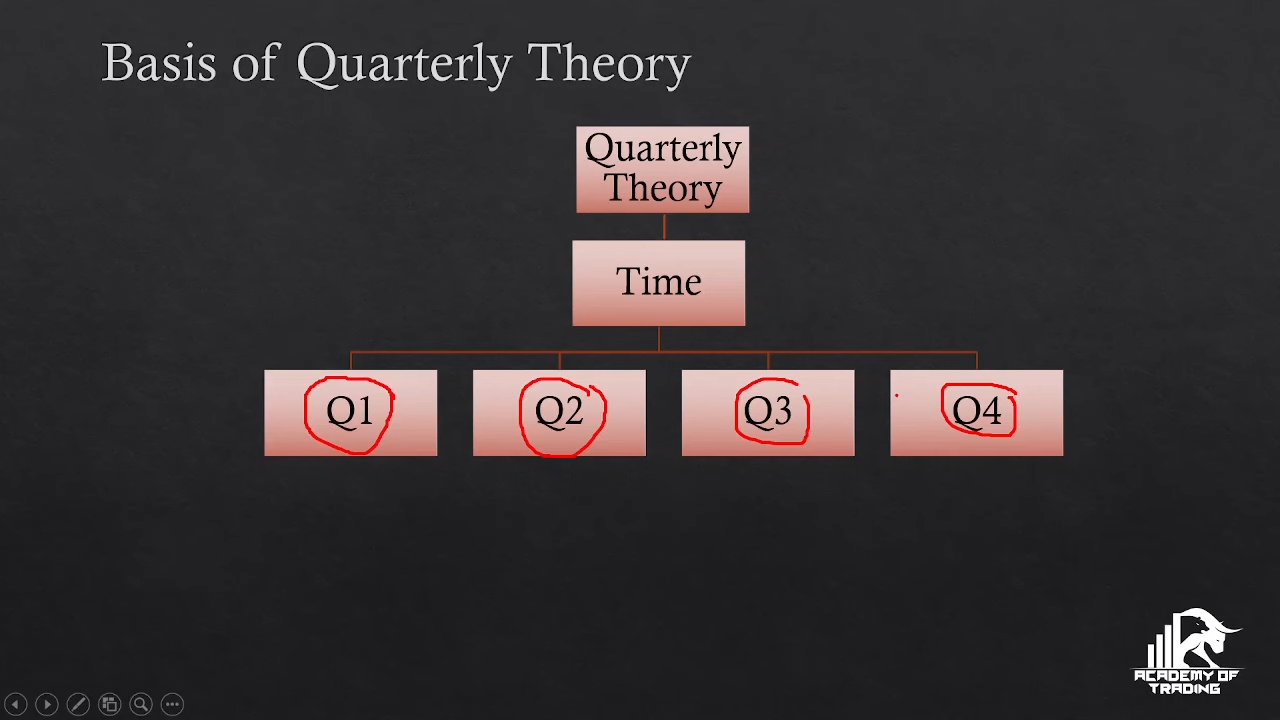 Basis of Quarterly Theory
Quarterly
Theory
Time
Q1
Q2
Q3
Q4
ACADEMY OF
TRADING